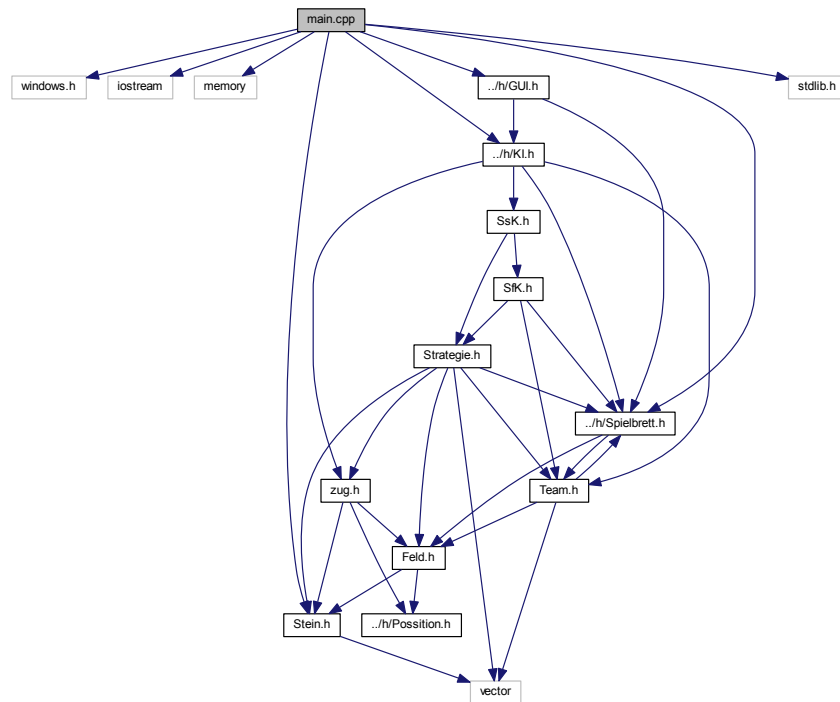 main.cpp
windows.h
iostream
memory
../h/GUI.h
stdlib.h
../h/KI.h
SsK.h
SfK.h
Strategie.h
../h/Spielbrett.h
zug.h
Team.h
Feld.h
Stein.h
../h/Possition.h
vector